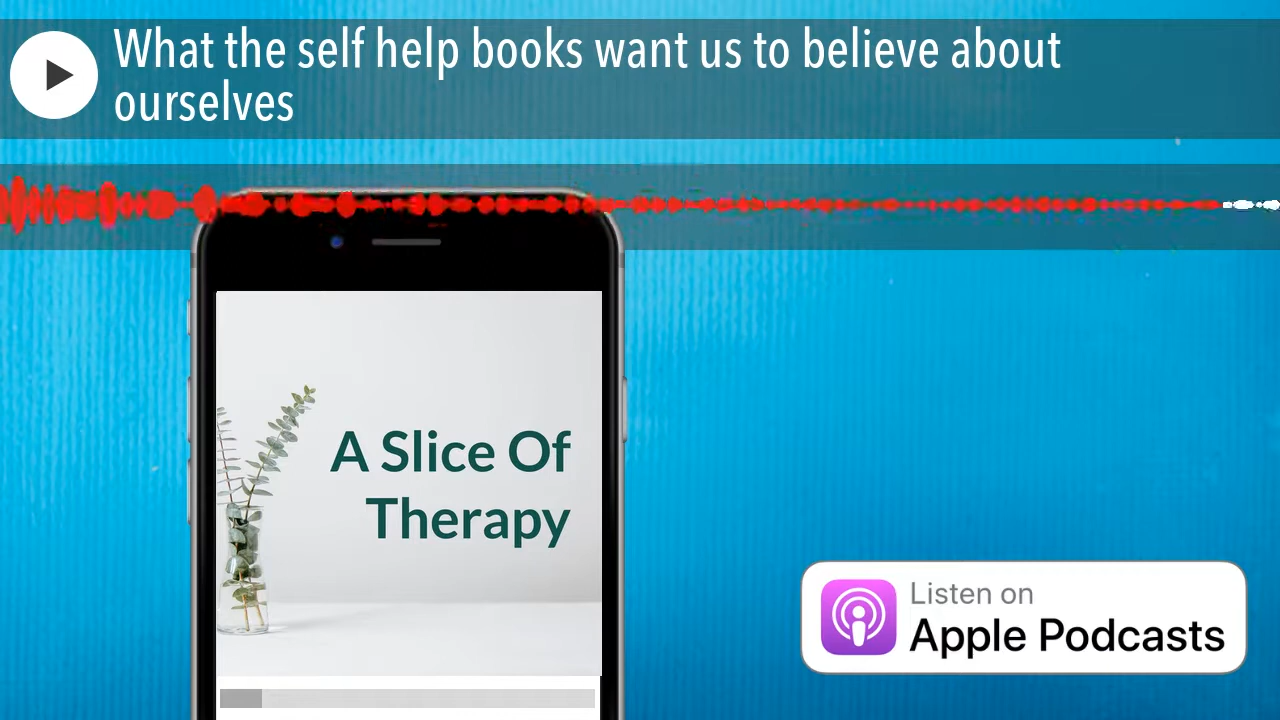 What the self help books want us to believe about
ourselves
A Slice Of
Therapy
Listen on
Apple Podcasts